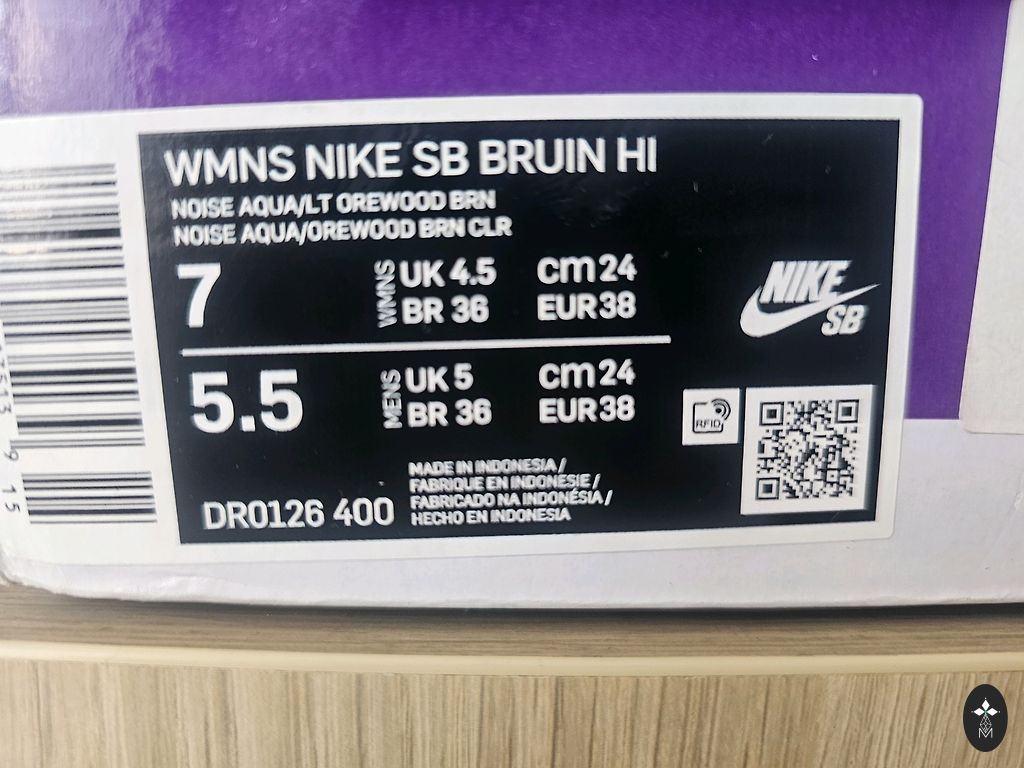 WMNS NIKE SB BRUIN HI
NOISE AQUA/LT OREWOOD BRN
NOISE AQUA/OREWOOD BRN CLR
7 WMNS UK 4.5 cm 24
BR 36 EUR 38
NIKE
SB
5.5 MENS UK 5 cm 24
BR 36 EUR 38
RFID
MADE IN INDONESIA /
FABRIQUE EN INDONESIE /
FABRICADO NA INDONÉSIA /
HECHO EN INDONESIA
DR0126 400
9 15
M